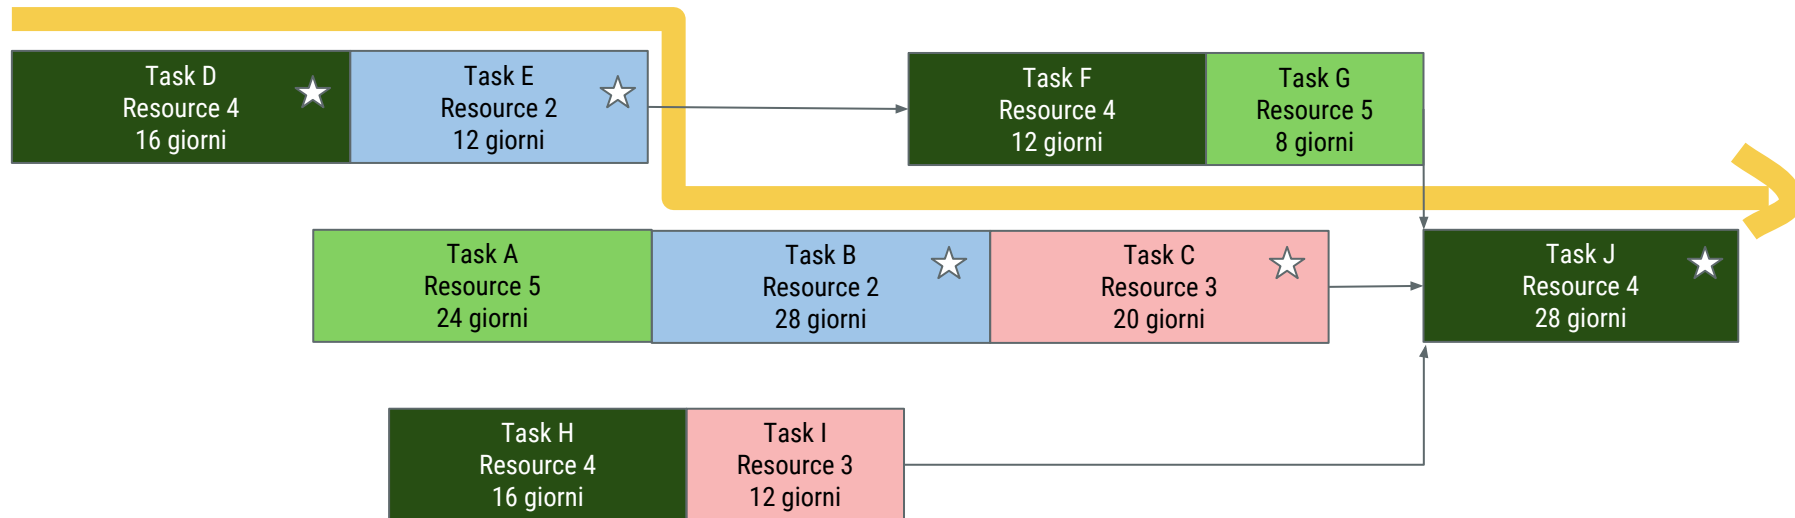 Task D
Resource 4
16 giorni
Task E
Resource 2
12 giorni
Task F
Resource 4
12 giorni
Task G
Resource 5
8 giorni
Task A
Resource 5
24 giorni
Task B
Resource 2
28 giorni
Task C
Resource 3
20 giorni
Task J
Resource 4
28 giorni
Task H
Resource 4
16 giorni
Task I
Resource 3
12 giorni